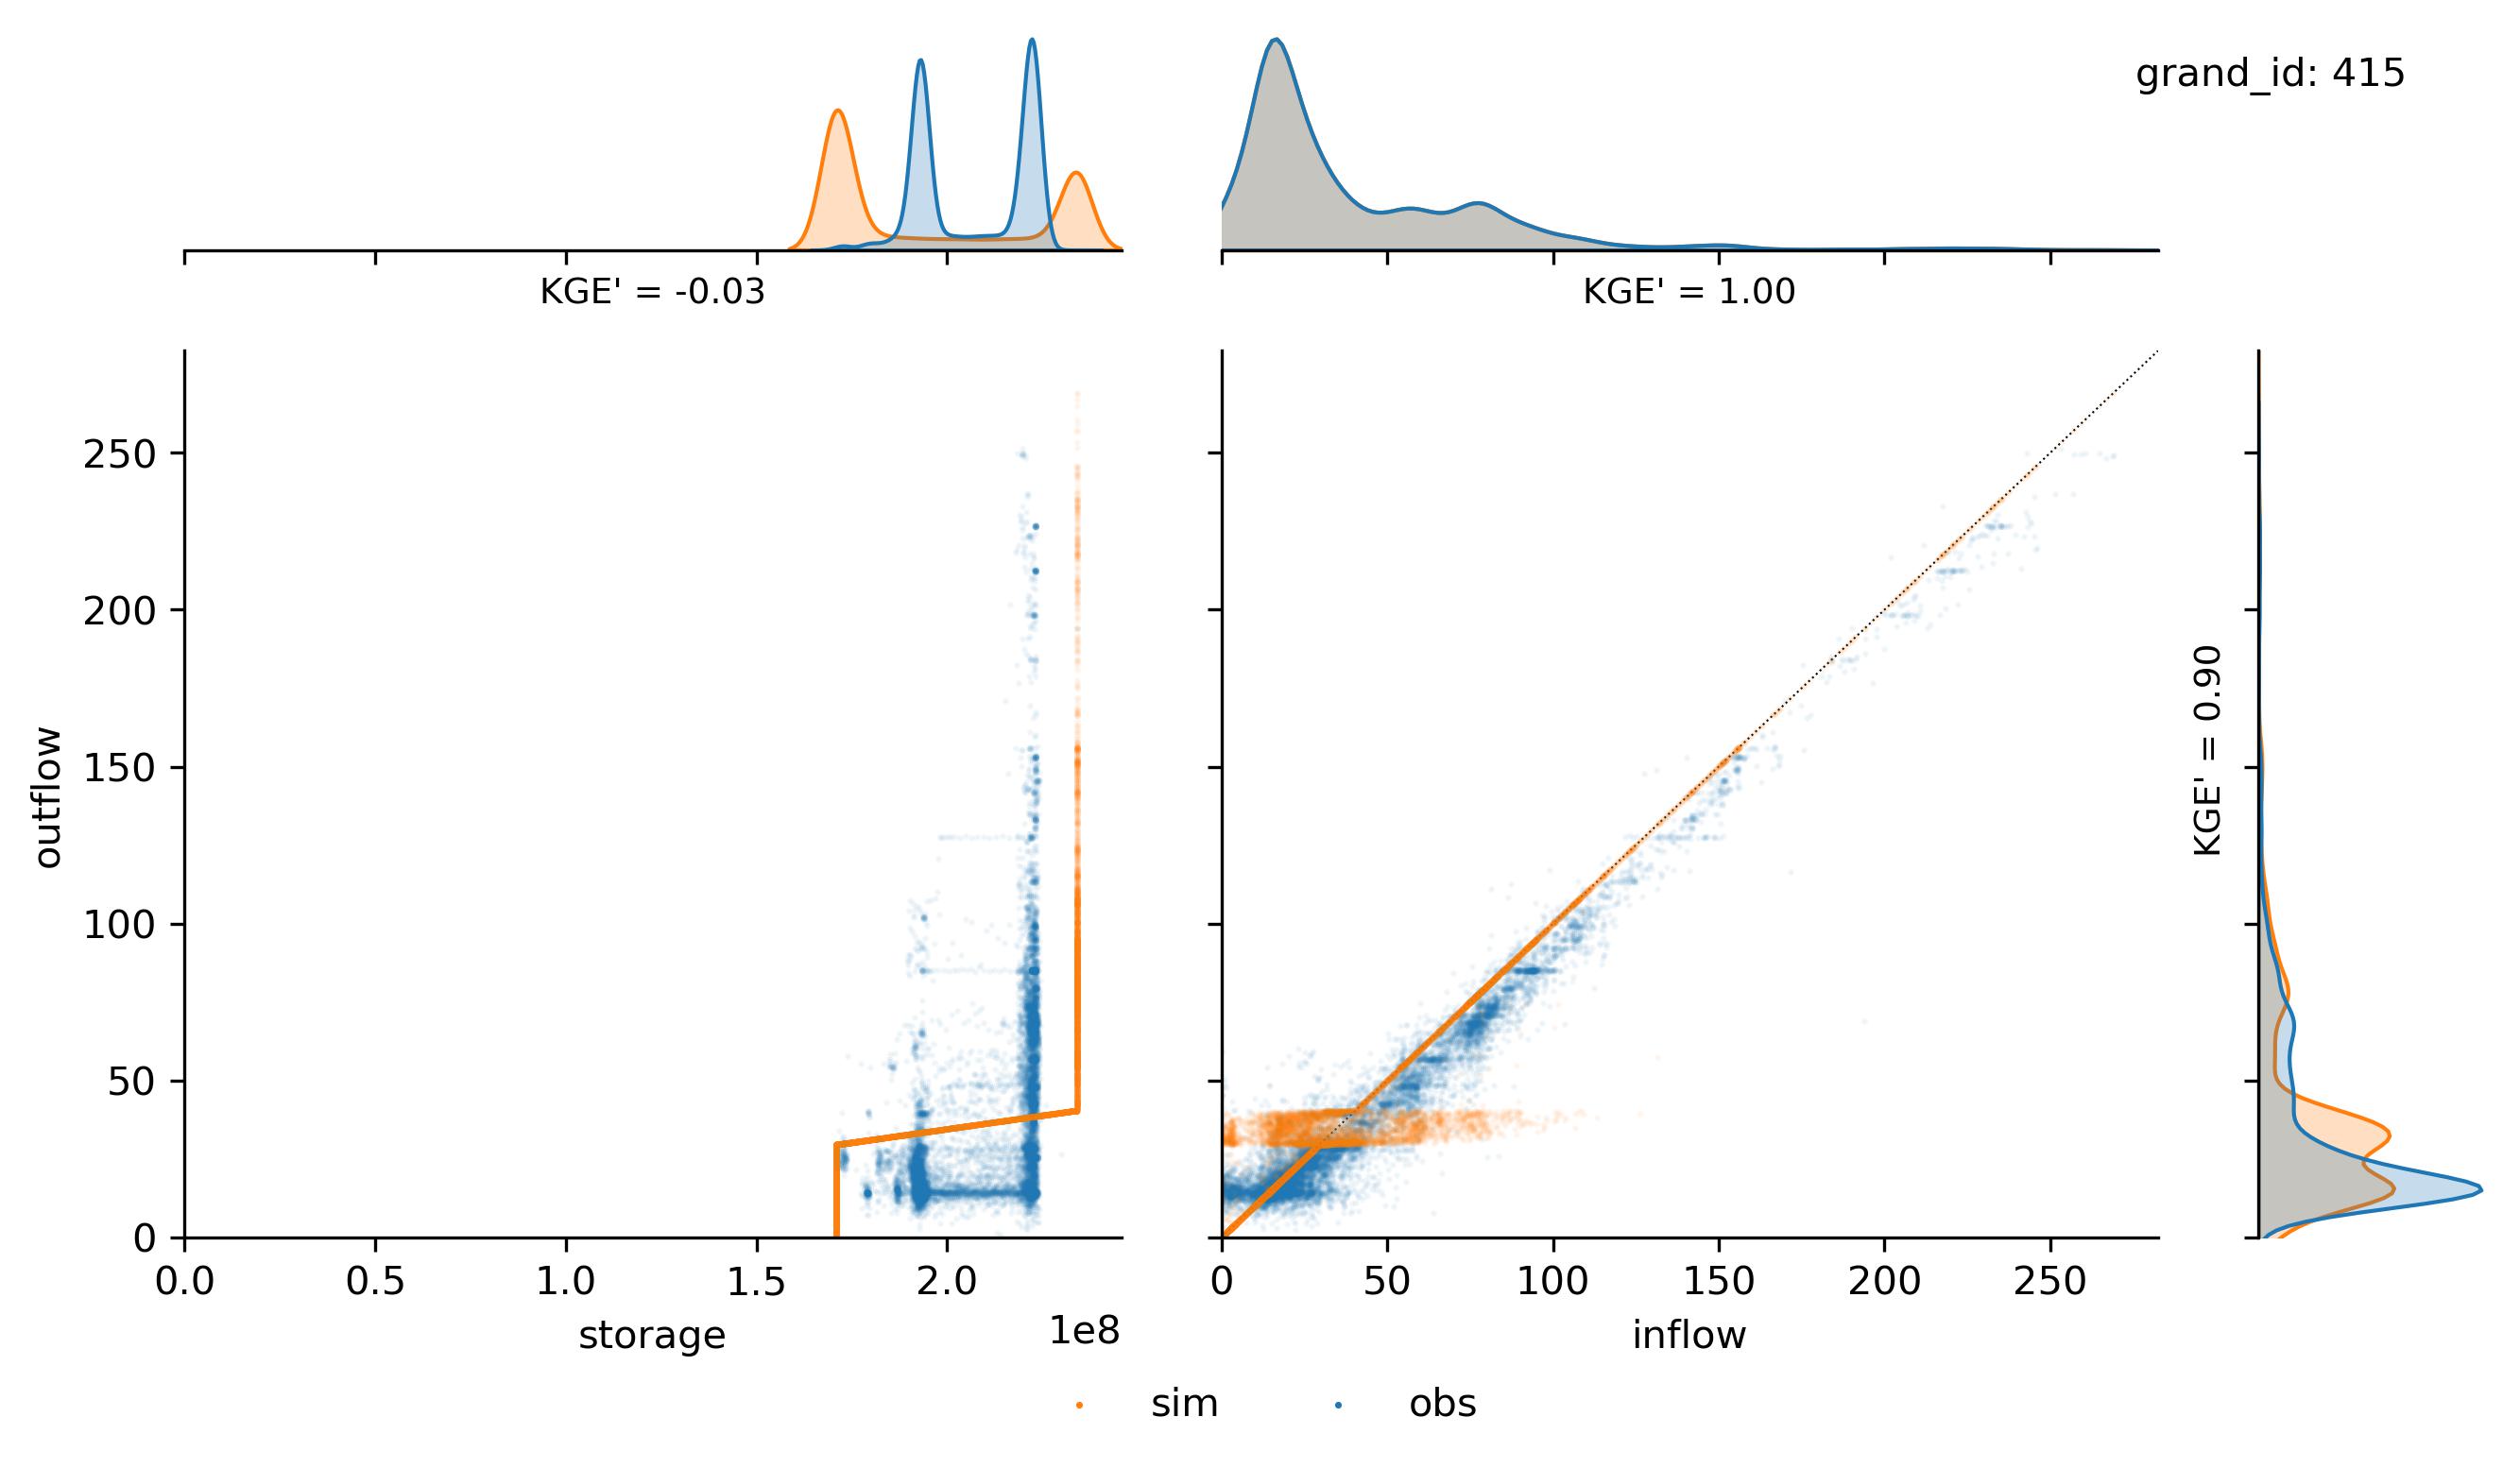 grand_id: 415
KGE' = -0.03
KGE' = 1.00
outflow
250
200
150
100
50
0
0.0 0.5 1.0 1.5 2.0
1e8
storage
0 50 100 150 200 250
inflow
KGE' = 0.90
sim obs